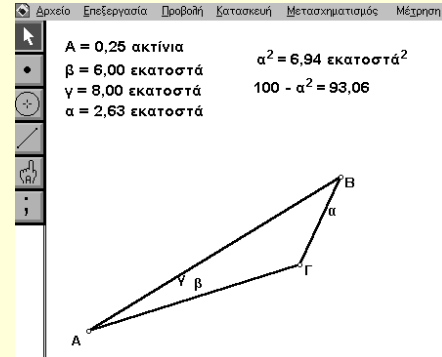 Αρχείο Επεξεργασία Προβολή Κατασκευή Μετασχηματισμός Μέτρηση
Α = 0,25 ακτίνια
β = 6,00 εκατοστά
γ = 8,00 εκατοστά
α = 2,63 εκατοστά
α² = 6,94 εκατοστά²
100 - α² = 93,06
Β
α
Γ
γ
β
Α